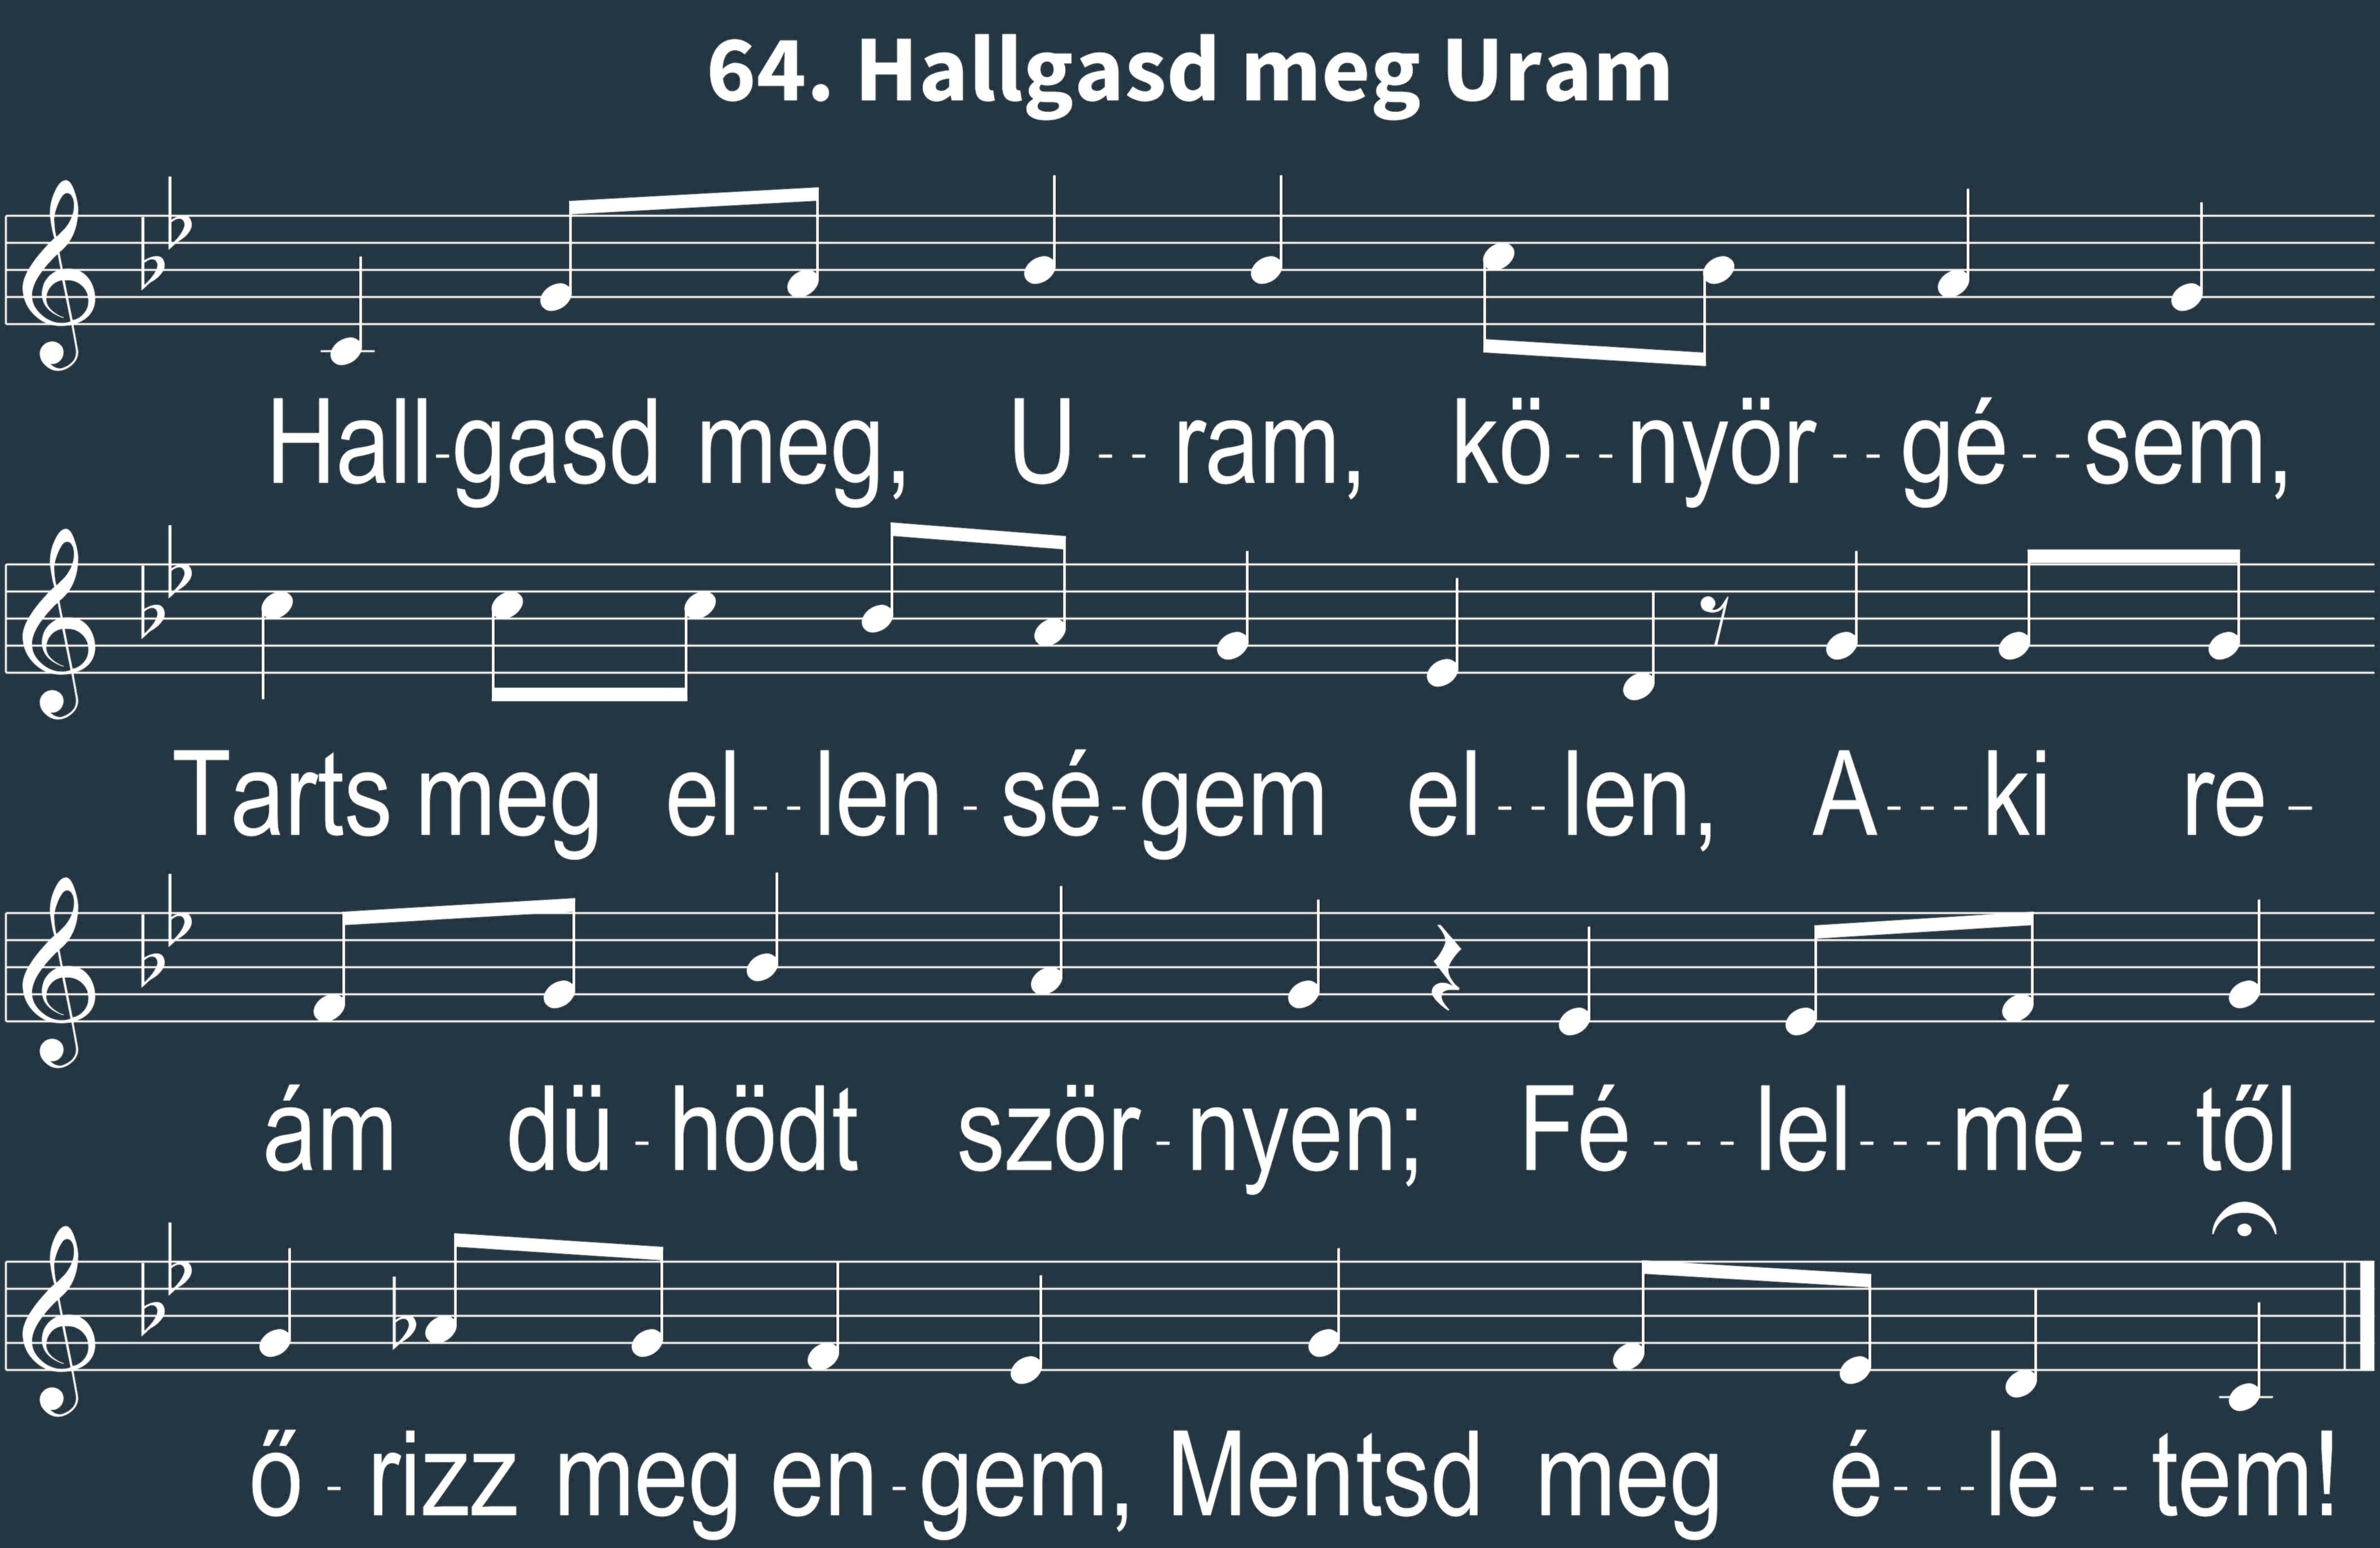 64. Hallgasd meg Uram
Hall-gasd meg, U--ram, kö--nyör--gé--sem,
Tarts meg el--len-sé-gem el--len, A---ki re-
ám dü-hödt ször-nyen; Fé---lel---mé---től
ő-rizz meg en-gem, Mentsd meg é---le--tem!